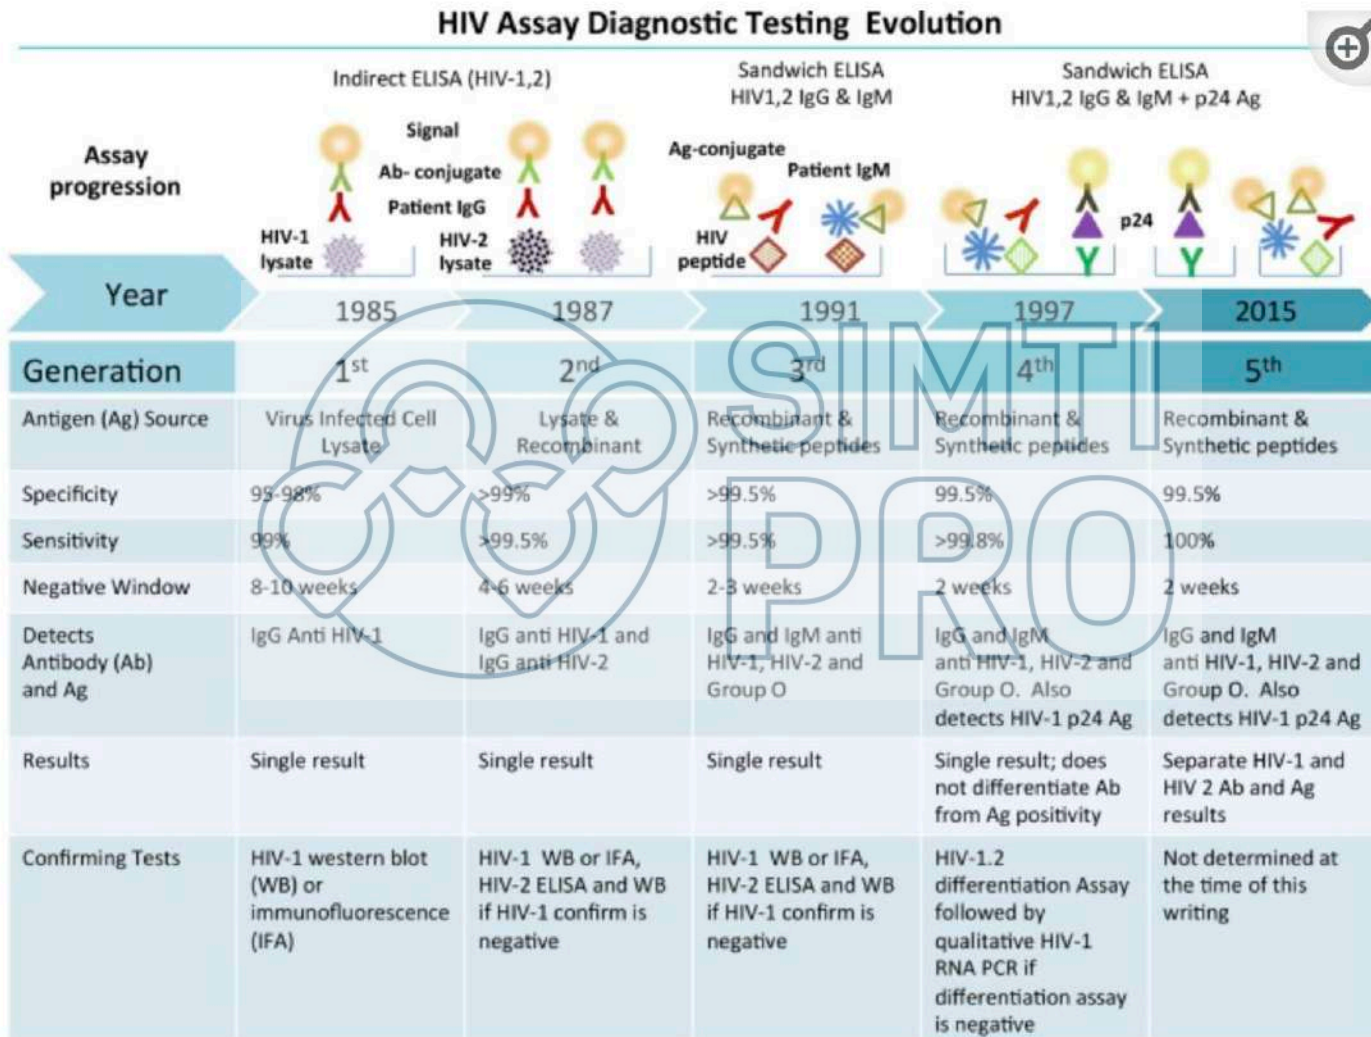 HIV Assay Diagnostic Testing Evolution
Indirect ELISA (HIV-1,2)
Sandwich ELISA
HIV1,2 IgG & IgM
Sandwich ELISA
HIV1,2 IgG & IgM + p24 Ag
Assay
progression
Signal
Ab- conjugate
Patient IgG
HIV-1
lysate
HIV-2
lysate
Ag-conjugate
Patient IgM
HIV
peptide
p24
Year
1985
1987
1991
1997
2015
Generation
1st
2nd
3rd
4th
5th
Antigen (Ag) Source
Virus Infected Cell
Lysate
Lysate &
Recombinant
Recombinant &
Synthetic peptides
Recombinant &
Synthetic peptides
Recombinant &
Synthetic peptides
Specificity
95-98%
>99%
>99.5%
99.5%
99.5%
Sensitivity
99%
>99.5%
>99.5%
>99.8%
100%
Negative Window
8-10 weeks
4-6 weeks
2-3 weeks
2 weeks
2 weeks
Detects
Antibody (Ab)
and Ag
IgG Anti HIV-1
IgG anti HIV-1 and
IgG anti HIV-2
IgG and IgM anti
HIV-1, HIV-2 and
Group O
IgG and IgM
anti HIV-1, HIV-2 and
Group O. Also
detects HIV-1 p24 Ag
IgG and IgM
anti HIV-1, HIV-2 and
Group O. Also
detects HIV-1 p24 Ag
Results
Single result
Single result
Single result
Single result; does
not differentiate Ab
from Ag positivity
Separate HIV-1 and
HIV 2 Ab and Ag
results
Confirming Tests
HIV-1 western blot
(WB) or
immunofluorescence
(IFA)
HIV-1 WB or IFA,
HIV-2 ELISA and WB
if HIV-1 confirm is
negative
HIV-1 WB or IFA,
HIV-2 ELISA and WB
if HIV-1 confirm is
negative
HIV-1.2
differentiation Assay
followed by
qualitative HIV-1
RNA PCR if
differentiation assay
is negative
Not determined at
the time of this
writing
SIMTI
PRO